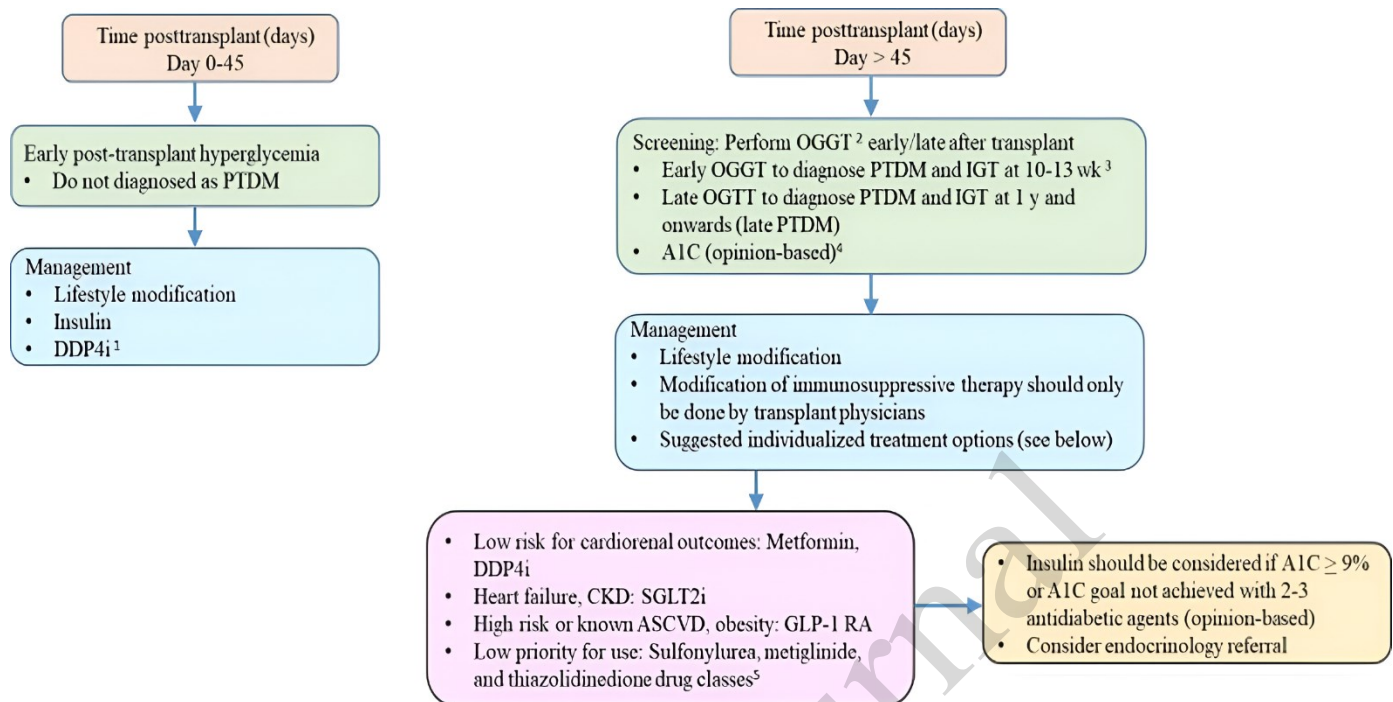 Time posttransplant (days)
Day 0-45
Early post-transplant hyperglycemia
• Do not diagnosed as PTDM
Management
• Lifestyle modification
• Insulin
• DDP4i¹
Time posttransplant (days)
Day > 45
Screening: Perform OGGT ² early/late after transplant
• Early OGGT to diagnose PTDM and IGT at 10-13 wk ³
• Late OGTT to diagnose PTDM and IGT at 1 y and
onwards (late PTDM)
• A1C (opinion-based)⁴
Management
• Lifestyle modification
• Modification of immunosuppressive therapy should only
be done by transplant physicians
• Suggested individualized treatment options (see below)
• Low risk for cardiorenal outcomes: Metformin,
DDP4i
• Heart failure, CKD: SGLT2i
• High risk or known ASCVD, obesity: GLP-1 RA
• Low priority for use: Sulfonylurea, metiglinide,
and thiazolidinedione drug classes⁵
• Insulin should be considered if A1C ≥ 9%
or A1C goal not achieved with 2-3
antidiabetic agents (opinion-based)
• Consider endocrinology referral